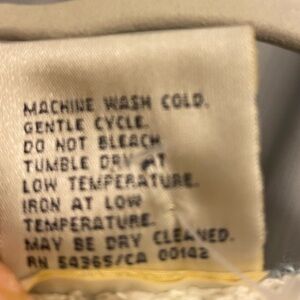 MACHINE WASH COLD.
GENTLE CYCLE.
DO NOT BLEACH
TUMBLE DRY AT
LOW TEMPERATURE.
IRON AT LOW
TEMPERATURE.
MAY BE DRY CLEANED.
RN 54365/CA 00142